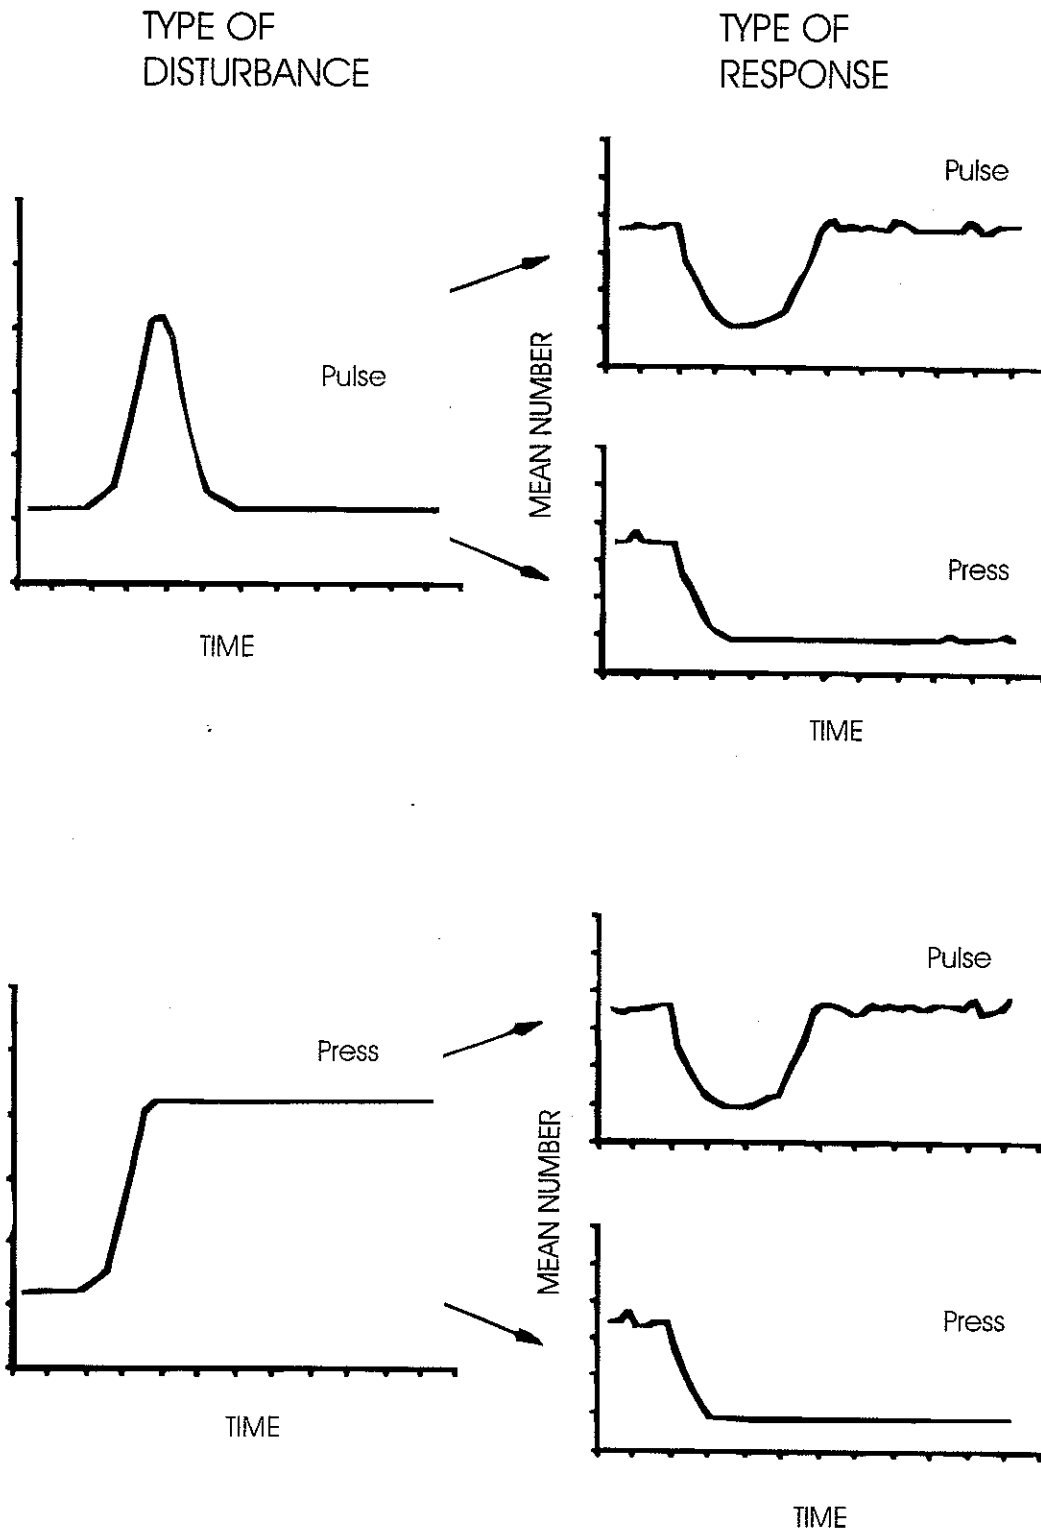 TYPE OF
DISTURBANCE
TYPE OF
RESPONSE
Pulse
TIME
MEAN NUMBER
Pulse
Press
TIME
Press
TIME
MEAN NUMBER
Pulse
Press
TIME